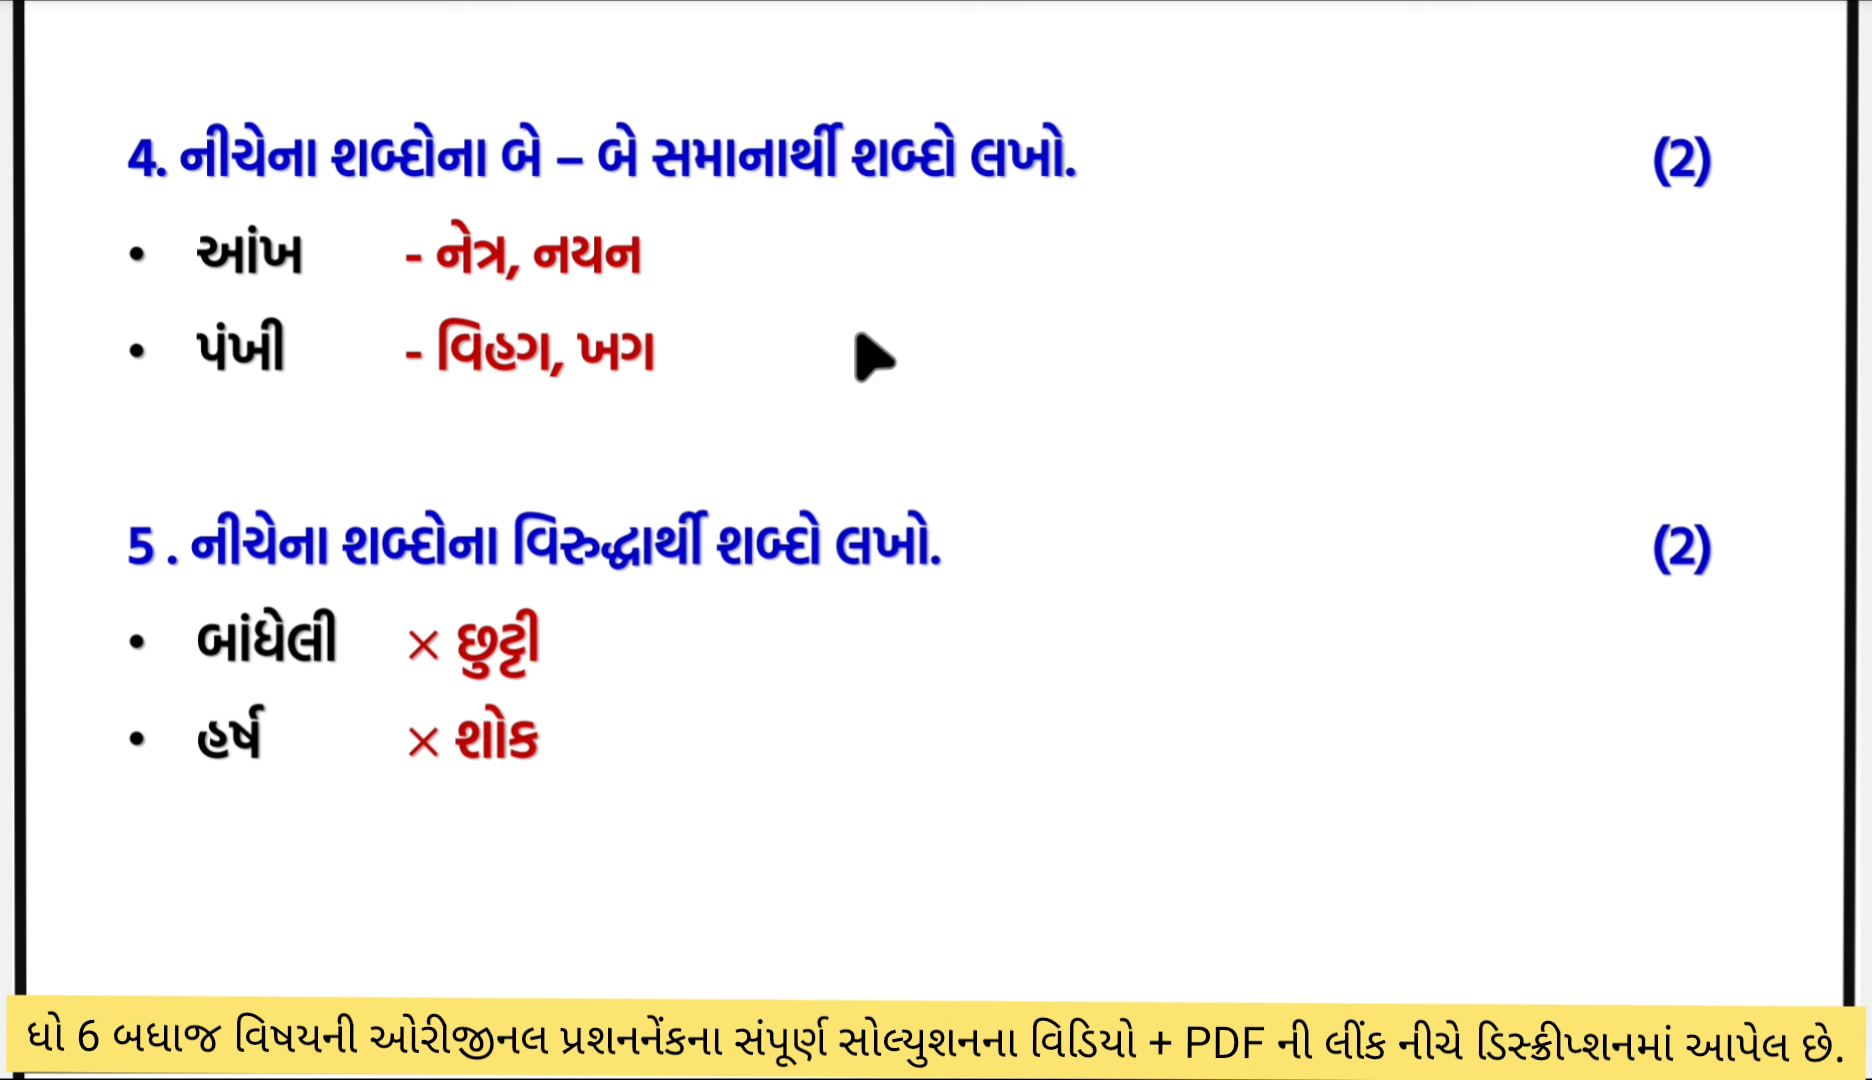 4. નીચેના શબ્દોના બે – બે સમાનાર્થી શબ્દો લખો. (2)
• આંખ - નેત્ર, નયન
• પંખી - વિહગ, ખગ
5 . નીચેના શબ્દોના વિરુદ્ધાર્થી શબ્દો લખો. (2)
• બાંધેલી × છુટ્ટી
• હર્ષ × શોક
ધો 6 બધાજ વિષયની ઓરીજીનલ પ્રશનનેંકના સંપૂર્ણ સોલ્યુશનના વિડિયો + PDF ની લીંક નીચે ડિસ્ક્રીપ્શનમાં આપેલ છે.